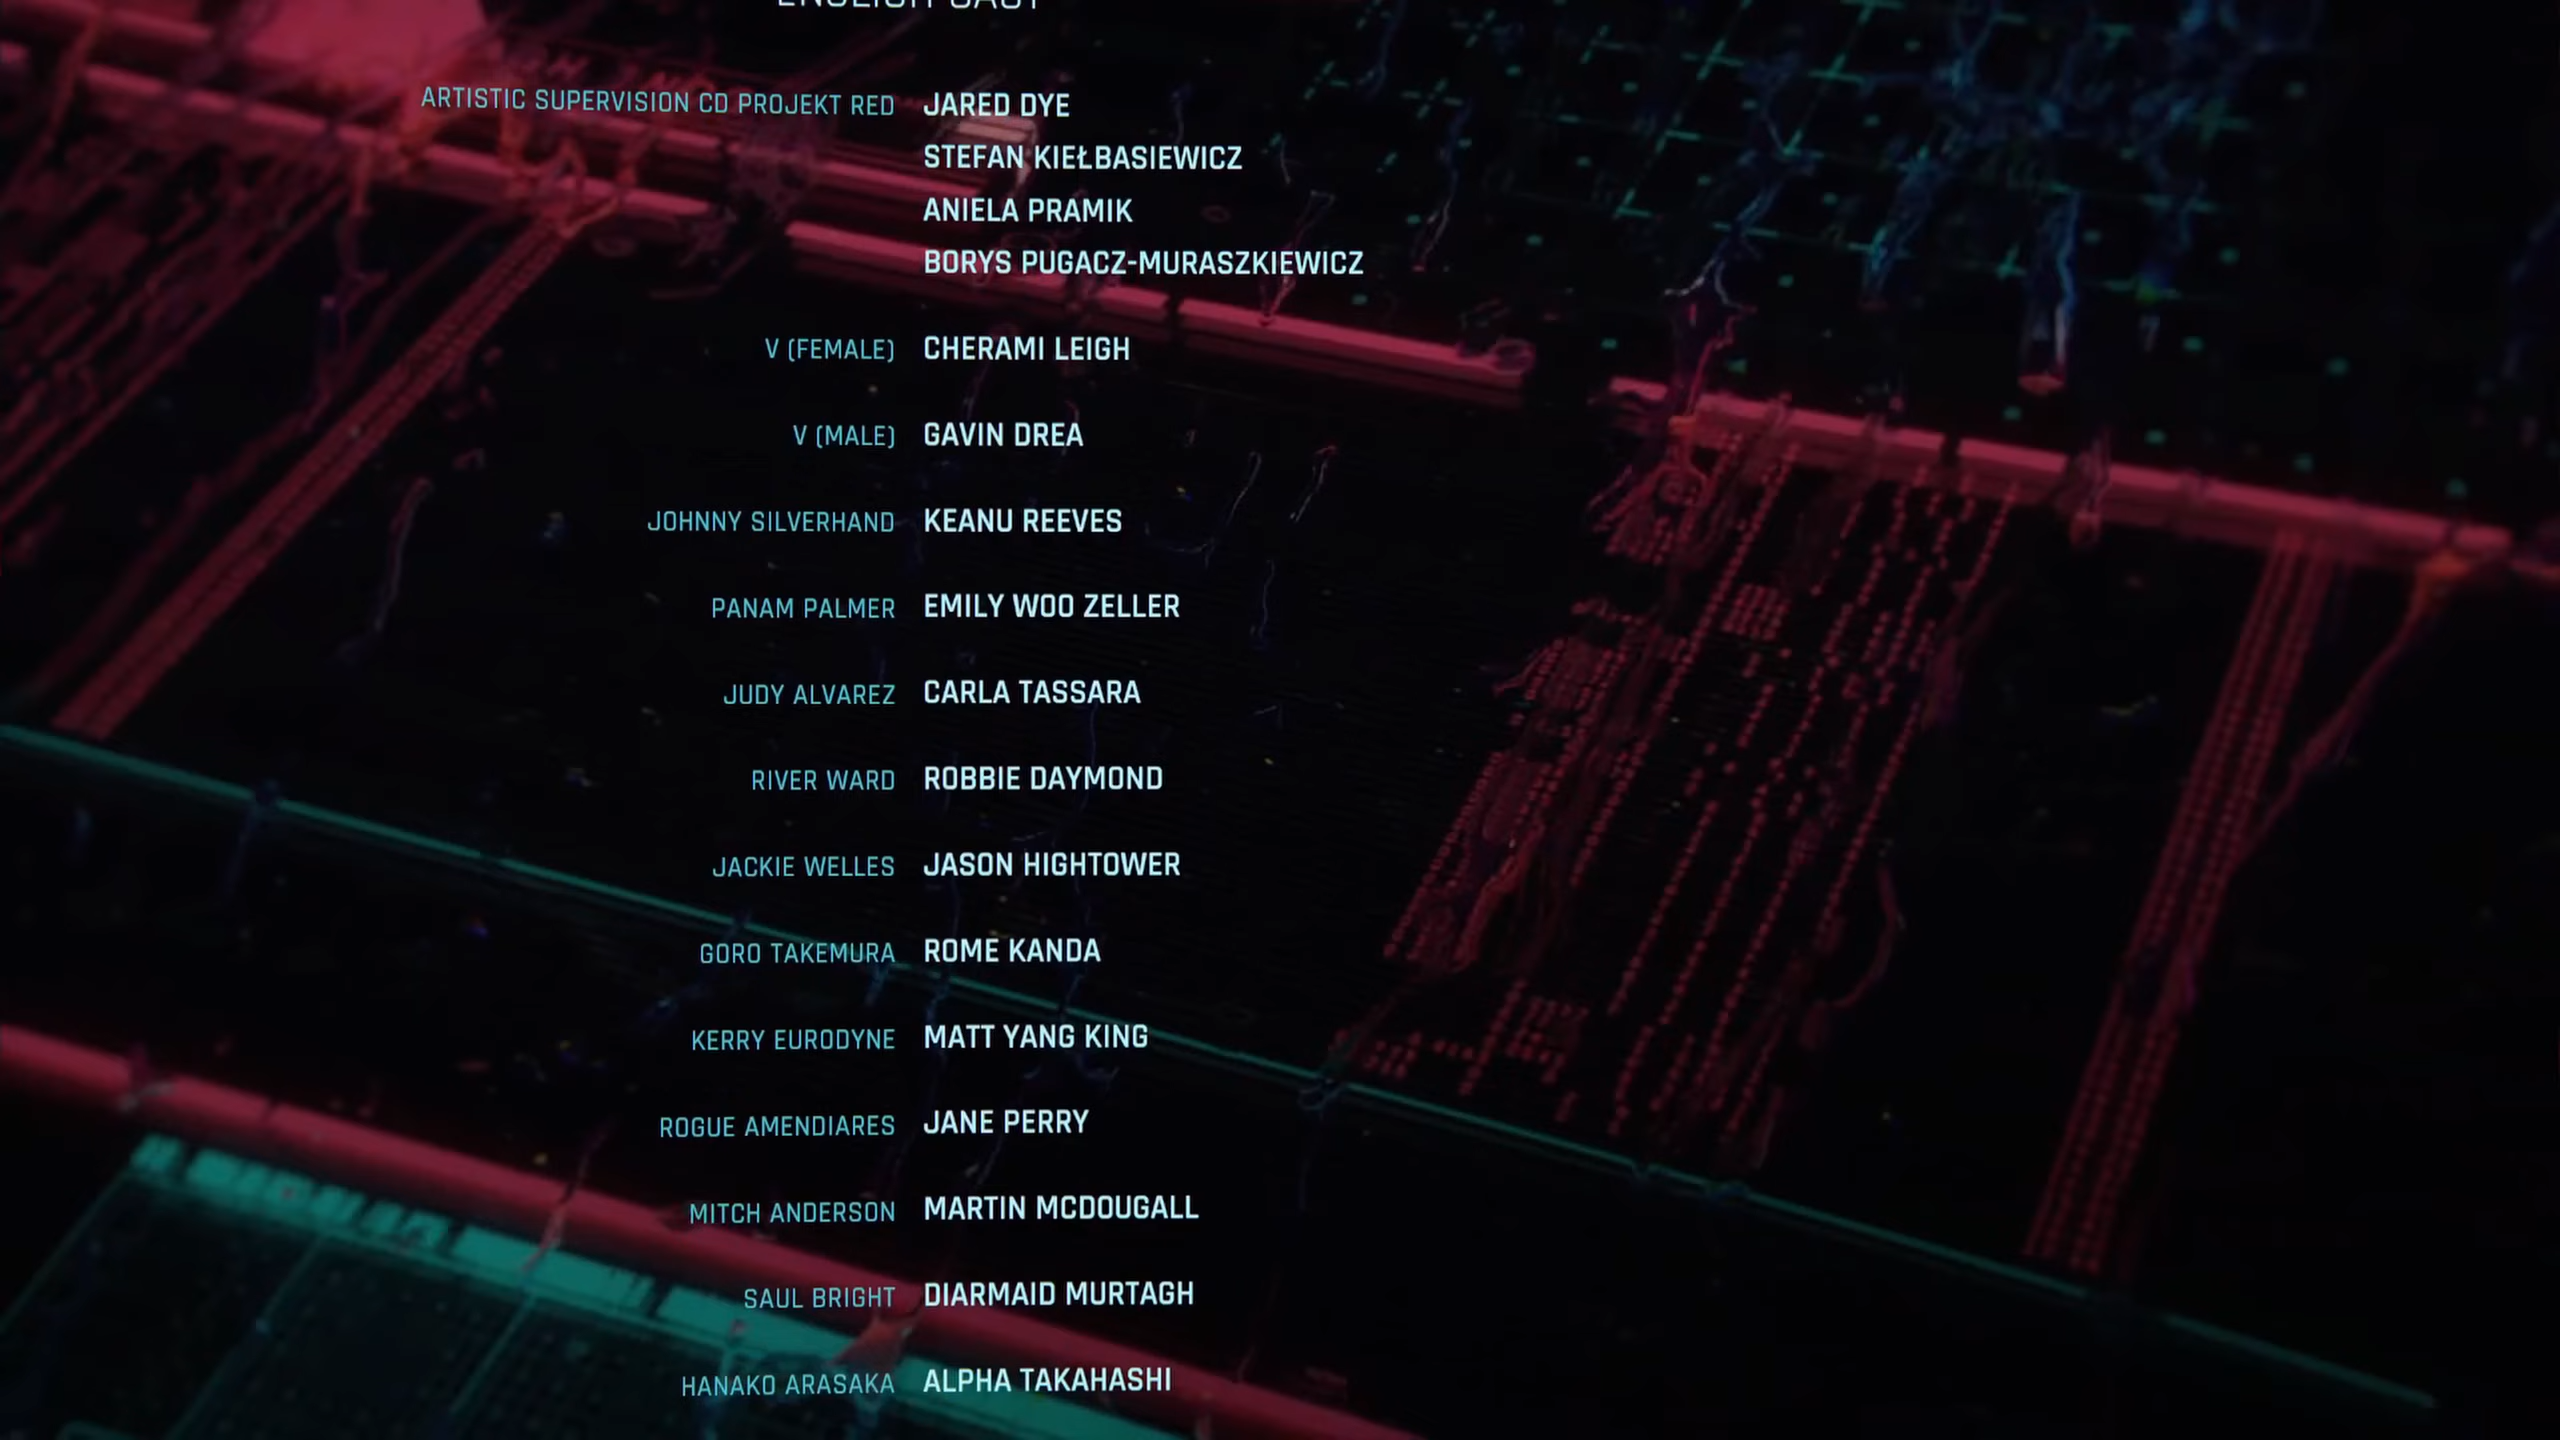 ENGLISH CAST
ARTISTIC SUPERVISION CD PROJEKT RED JARED DYE
STEFAN KIEŁBASIEWICZ
ANIELA PRAMIK
BORYS PUGACZ-MURASZKIEWICZ
V (FEMALE) CHERAMI LEIGH
V (MALE) GAVIN DREA
JOHNNY SILVERHAND KEANU REEVES
PANAM PALMER EMILY WOO ZELLER
JUDY ALVAREZ CARLA TASSARA
RIVER WARD ROBBIE DAYMOND
JACKIE WELLES JASON HIGHTOWER
GORO TAKEMURA ROME KANDA
KERRY EURODYNE MATT YANG KING
ROGUE AMENDIARES JANE PERRY
MITCH ANDERSON MARTIN MCDOUGALL
SAUL BRIGHT DIARMAID MURTAGH
HANAKO ARASAKA ALPHA TAKAHASHI